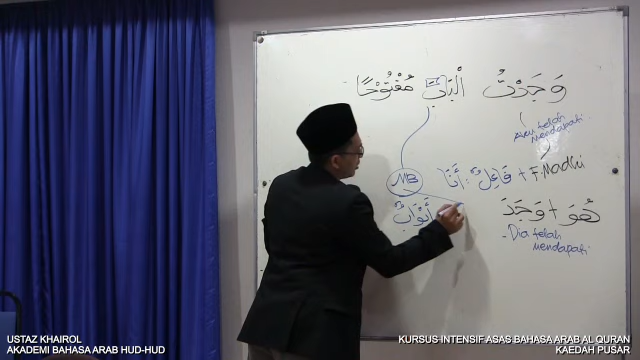 وَجَدْتُ الْبَابَ مَفْتُوْحًا
Aku telah
mendapati
فَاعِلٌ : أَنَا + F. Madhi
MB
أَبْوَابٌ
هُوَ + وَجَدَ
- Dia telah
mendapati
USTAZ KHAIROL
AKADEMI BAHASA ARAB HUD-HUD
KURSUS INTENSIF ASAS BAHASA ARAB AL QURAN
KAEDAH PUSAR